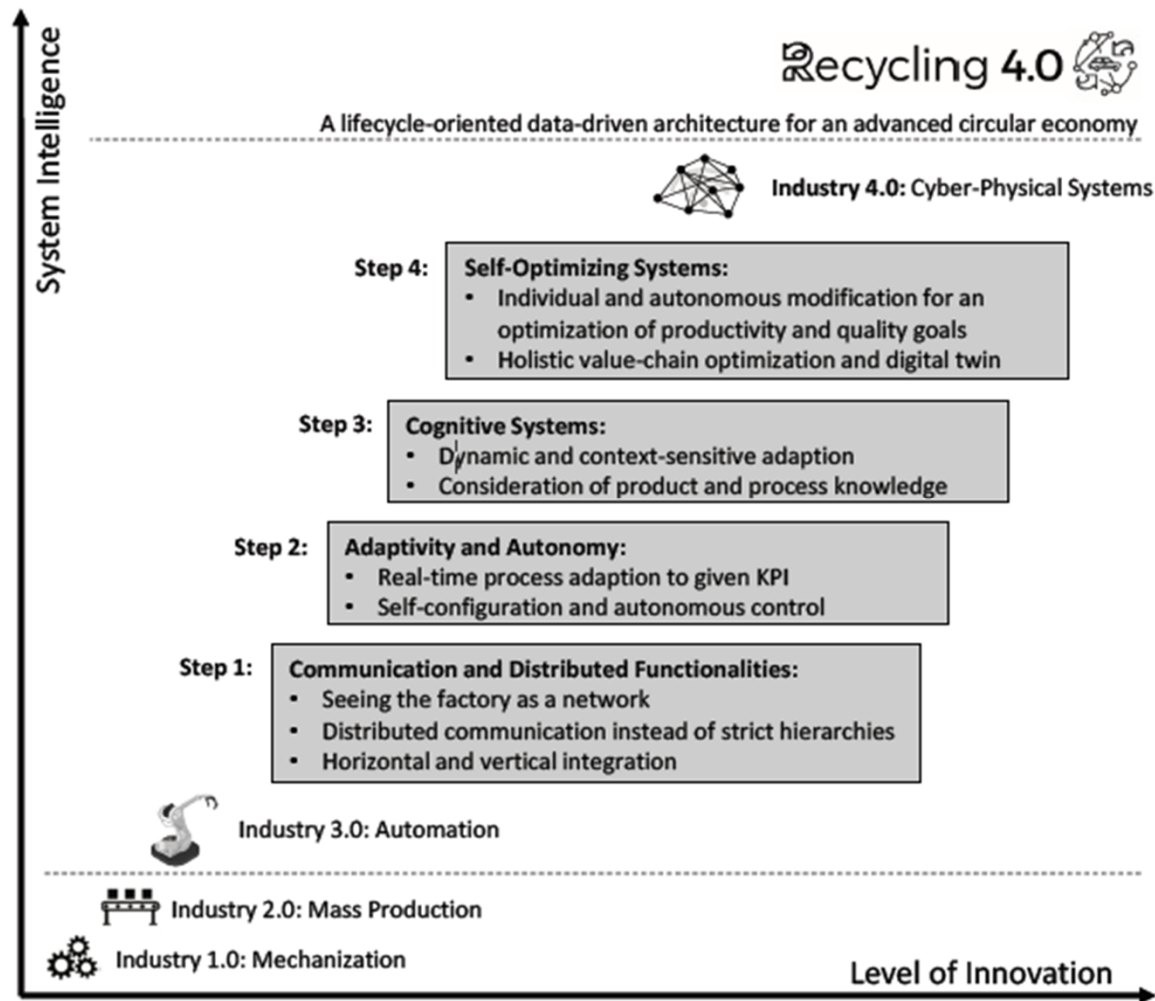 System Intelligence
Recycling 4.0
A lifecycle-oriented data-driven architecture for an advanced circular economy
Industry 4.0: Cyber-Physical Systems
Step 4:
Self-Optimizing Systems:
• Individual and autonomous modification for an
optimization of productivity and quality goals
• Holistic value-chain optimization and digital twin
Step 3:
Cognitive Systems:
• Dynamic and context-sensitive adaption
• Consideration of product and process knowledge
Step 2:
Adaptivity and Autonomy:
• Real-time process adaption to given KPI
• Self-configuration and autonomous control
Step 1:
Communication and Distributed Functionalities:
• Seeing the factory as a network
• Distributed communication instead of strict hierarchies
• Horizontal and vertical integration
Industry 3.0: Automation
Industry 2.0: Mass Production
Industry 1.0: Mechanization
Level of Innovation